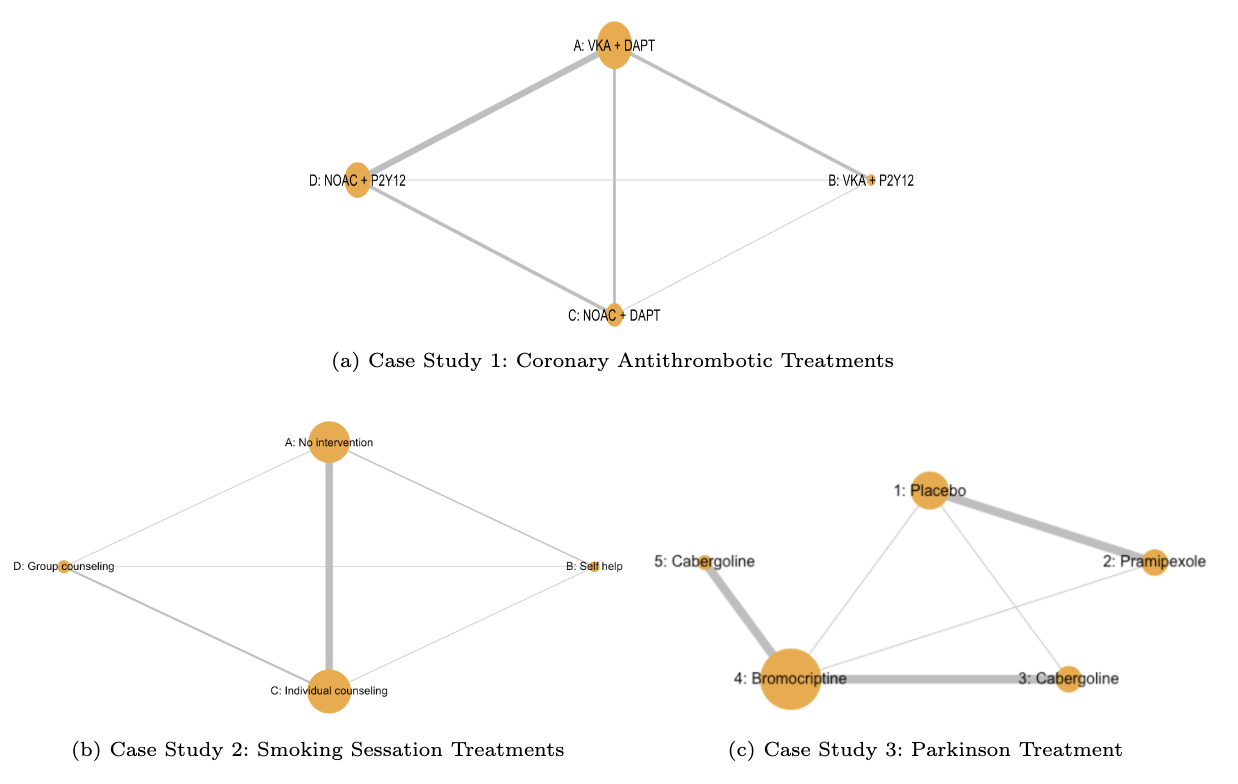 A: VKA + DAPT
D: NOAC + P2Y12
B: VKA + P2Y12
C: NOAC + DAPT
(a) Case Study 1: Coronary Antithrombotic Treatments
A: No intervention
D: Group counseling
B: Self help
C: Individual counseling
(b) Case Study 2: Smoking Sessation Treatments
1: Placebo
5: Cabergoline
2: Pramipexole
4: Bromocriptine
3: Cabergoline
(c) Case Study 3: Parkinson Treatment